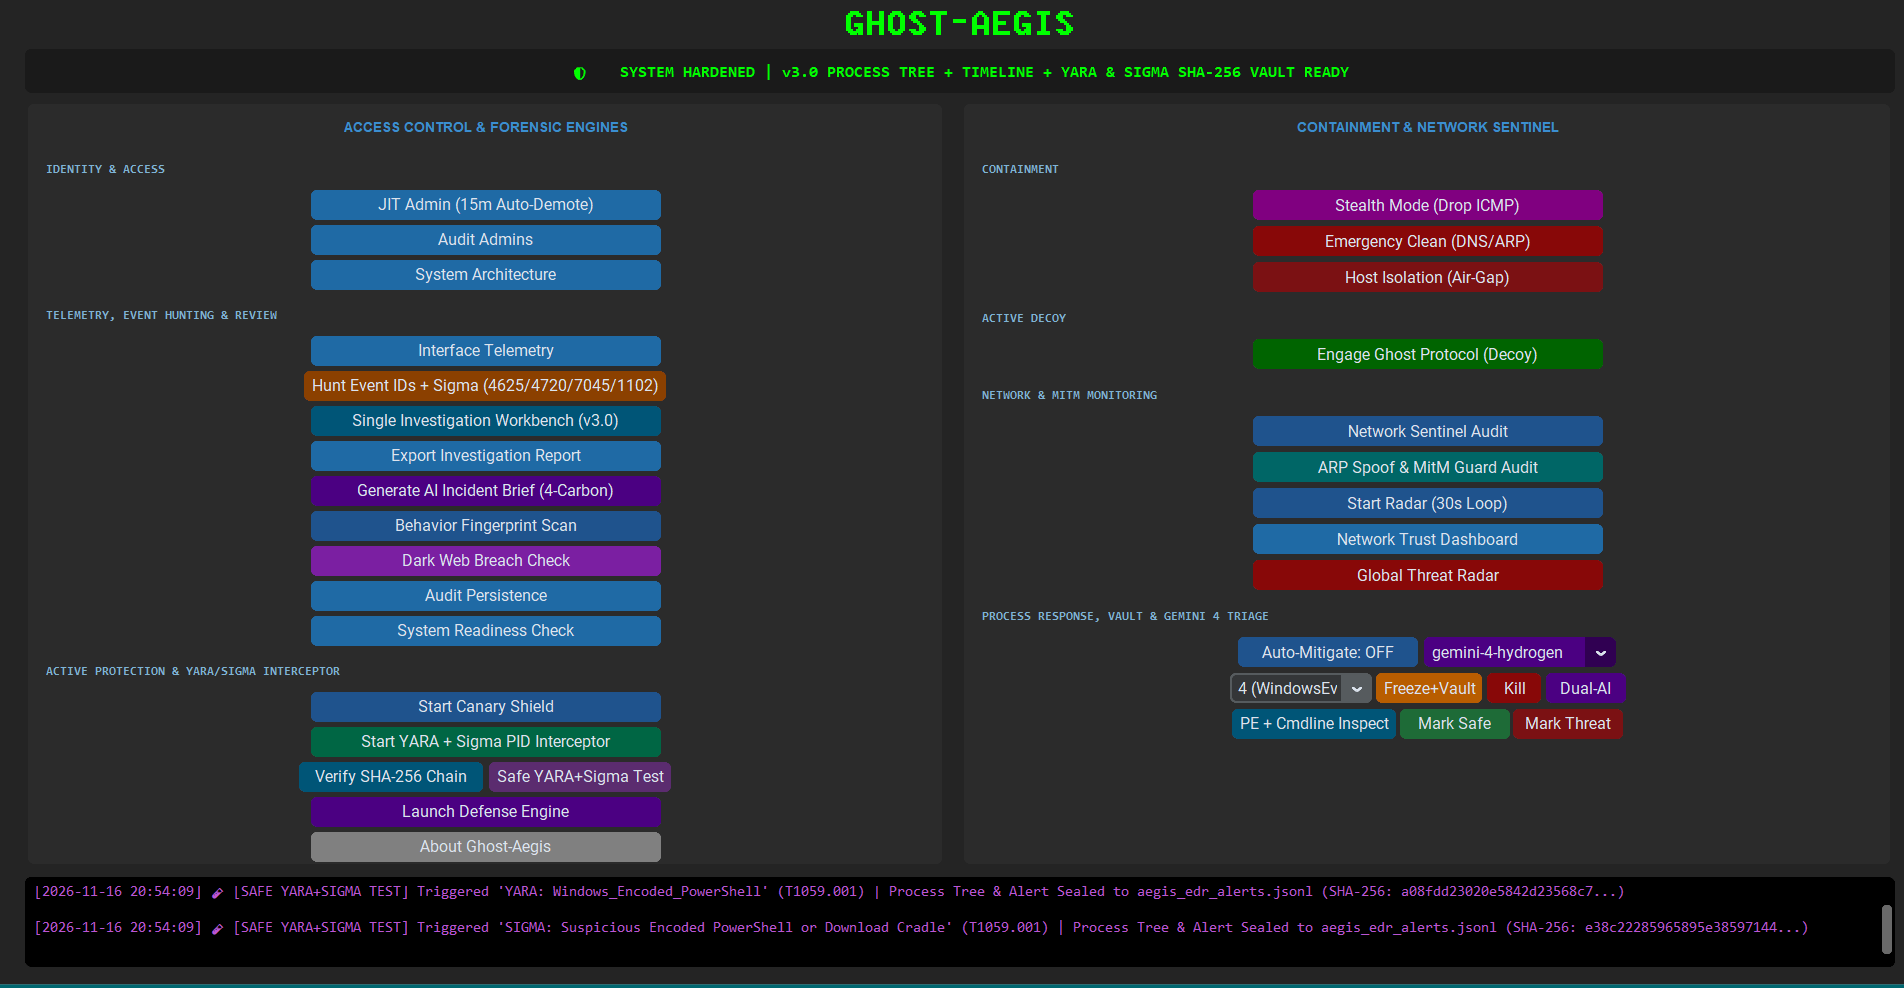 GHOST-AEGIS
SYSTEM HARDENED | v3.0 PROCESS TREE + TIMELINE + YARA & SIGMA SHA-256 VAULT READY
ACCESS CONTROL & FORENSIC ENGINES
IDENTITY & ACCESS
JIT Admin (15m Auto-Demote)
Audit Admins
System Architecture
TELEMETRY, EVENT HUNTING & REVIEW
Interface Telemetry
Hunt Event IDs + Sigma (4625/4720/7045/1102)
Single Investigation Workbench (v3.0)
Export Investigation Report
Generate AI Incident Brief (4-Carbon)
Behavior Fingerprint Scan
Dark Web Breach Check
Audit Persistence
System Readiness Check
ACTIVE PROTECTION & YARA/SIGMA INTERCEPTOR
Start Canary Shield
Start YARA + Sigma PID Interceptor
Verify SHA-256 Chain
Safe YARA+Sigma Test
Launch Defense Engine
About Ghost-Aegis
CONTAINMENT & NETWORK SENTINEL
CONTAINMENT
Stealth Mode (Drop ICMP)
Emergency Clean (DNS/ARP)
Host Isolation (Air-Gap)
ACTIVE DECOY
Engage Ghost Protocol (Decoy)
NETWORK & MITM MONITORING
Network Sentinel Audit
ARP Spoof & MitM Guard Audit
Start Radar (30s Loop)
Network Trust Dashboard
Global Threat Radar
PROCESS RESPONSE, VAULT & GEMINI 4 TRIAGE
Auto-Mitigate: OFF
gemini-4-hydrogen
4 (WindowsEv
Freeze+Vault
Kill
Dual-AI
PE + Cmdline Inspect
Mark Safe
Mark Threat
[2026-11-16 20:54:09] [SAFE YARA+SIGMA TEST] Triggered 'YARA: Windows_Encoded_PowerShell' (T1059.001) | Process Tree & Alert Sealed to aegis_edr_alerts.jsonl (SHA-256: a08fdd23020e5842d23568c7...)
[2026-11-16 20:54:09] [SAFE YARA+SIGMA TEST] Triggered 'SIGMA: Suspicious Encoded PowerShell or Download Cradle' (T1059.001) | Process Tree & Alert Sealed to aegis_edr_alerts.jsonl (SHA-256: e38c22285965895e38597144...)